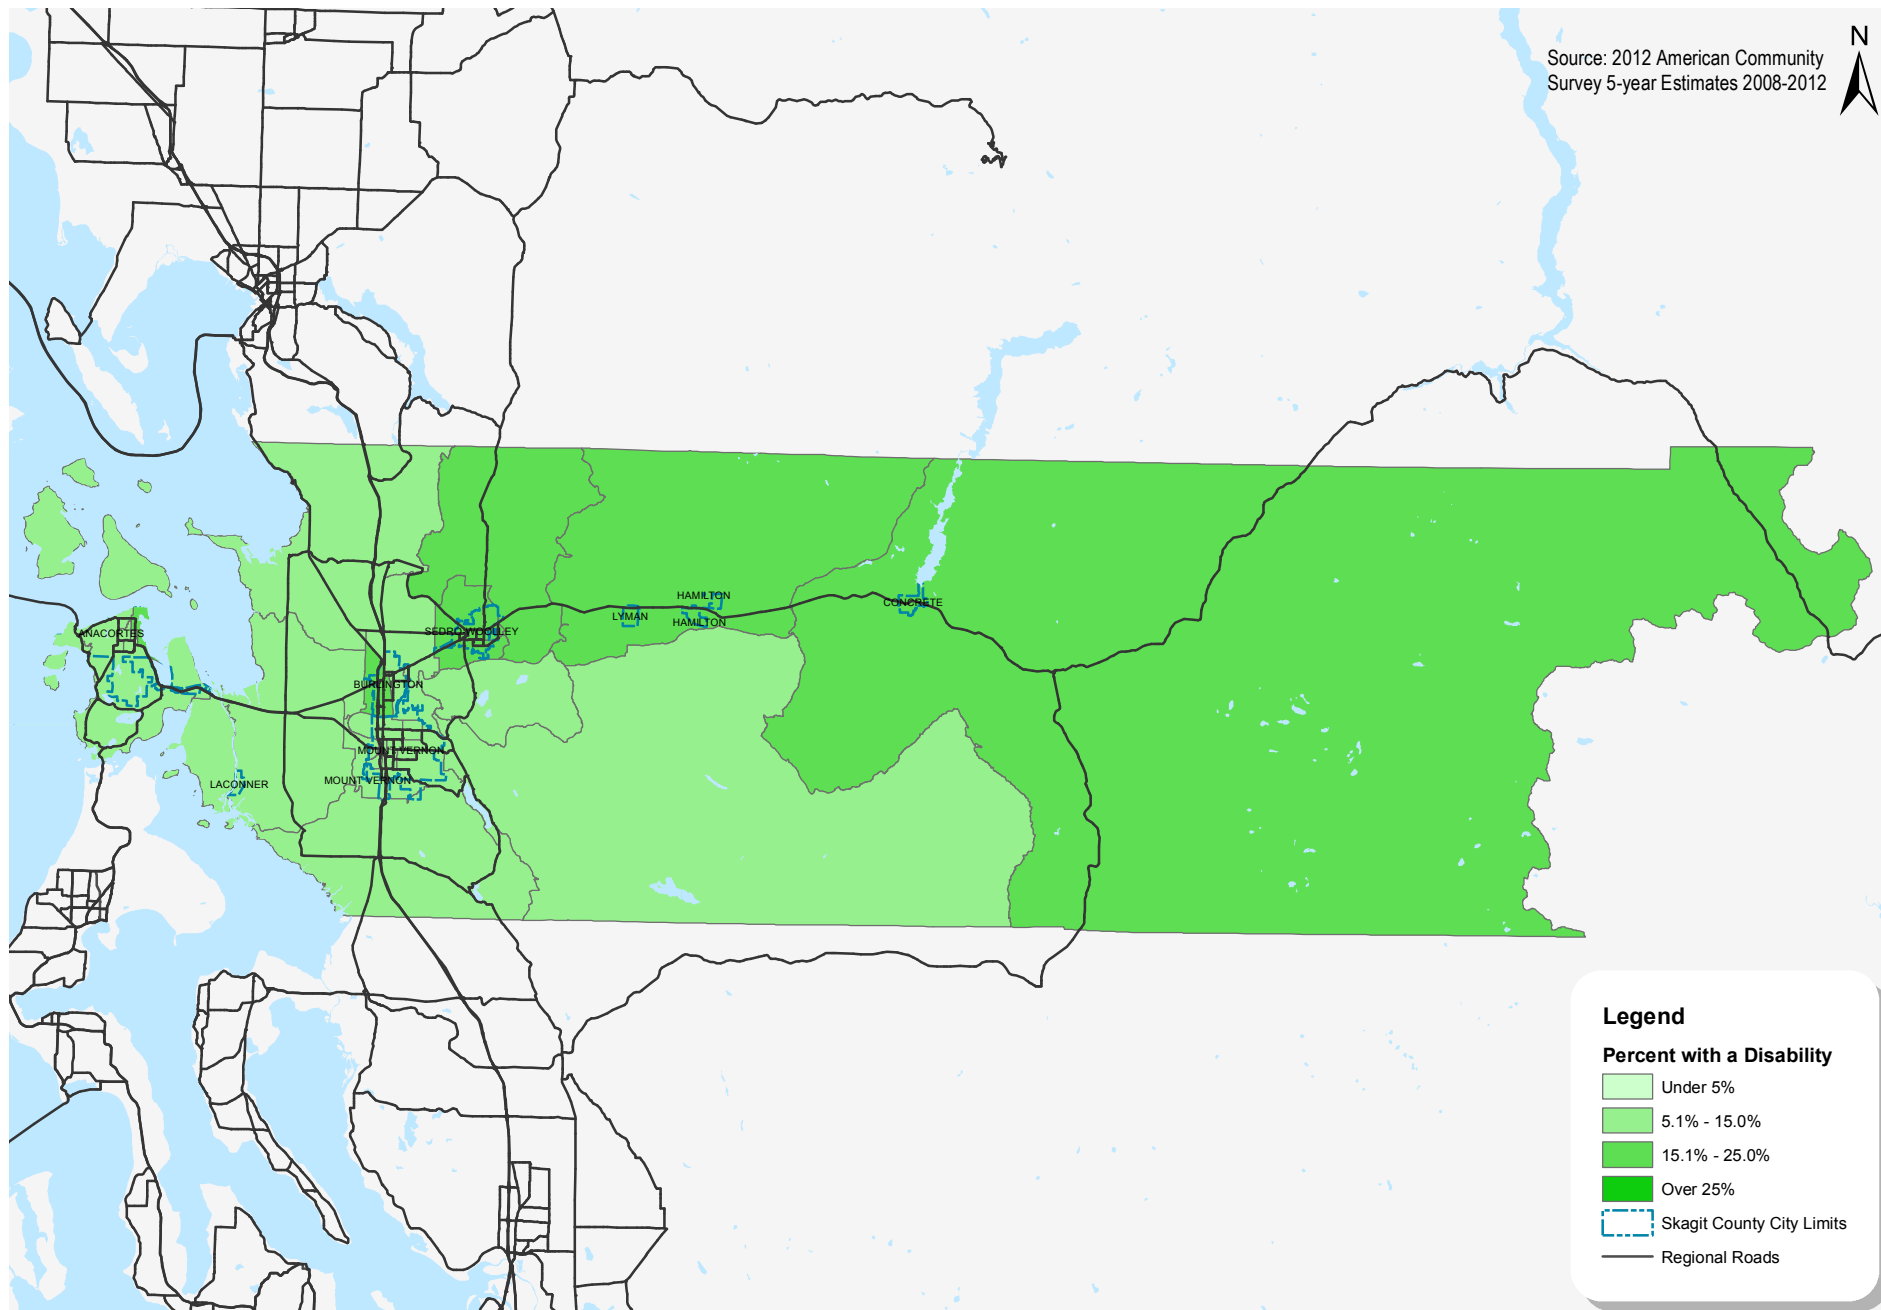 N
Source: 2012 American Community
Survey 5-year Estimates 2008-2012
HAMILTON
CONCRETE
LYMAN
HAMILTON
ANACORTES
SEDRO-WOOLLEY
BURLINGTON
MOUNT VERNON
MOUNT VERNON
LACONNER
Legend
Percent with a Disability
Under 5%
5.1% - 15.0%
15.1% - 25.0%
Over 25%
Skagit County City Limits
Regional Roads